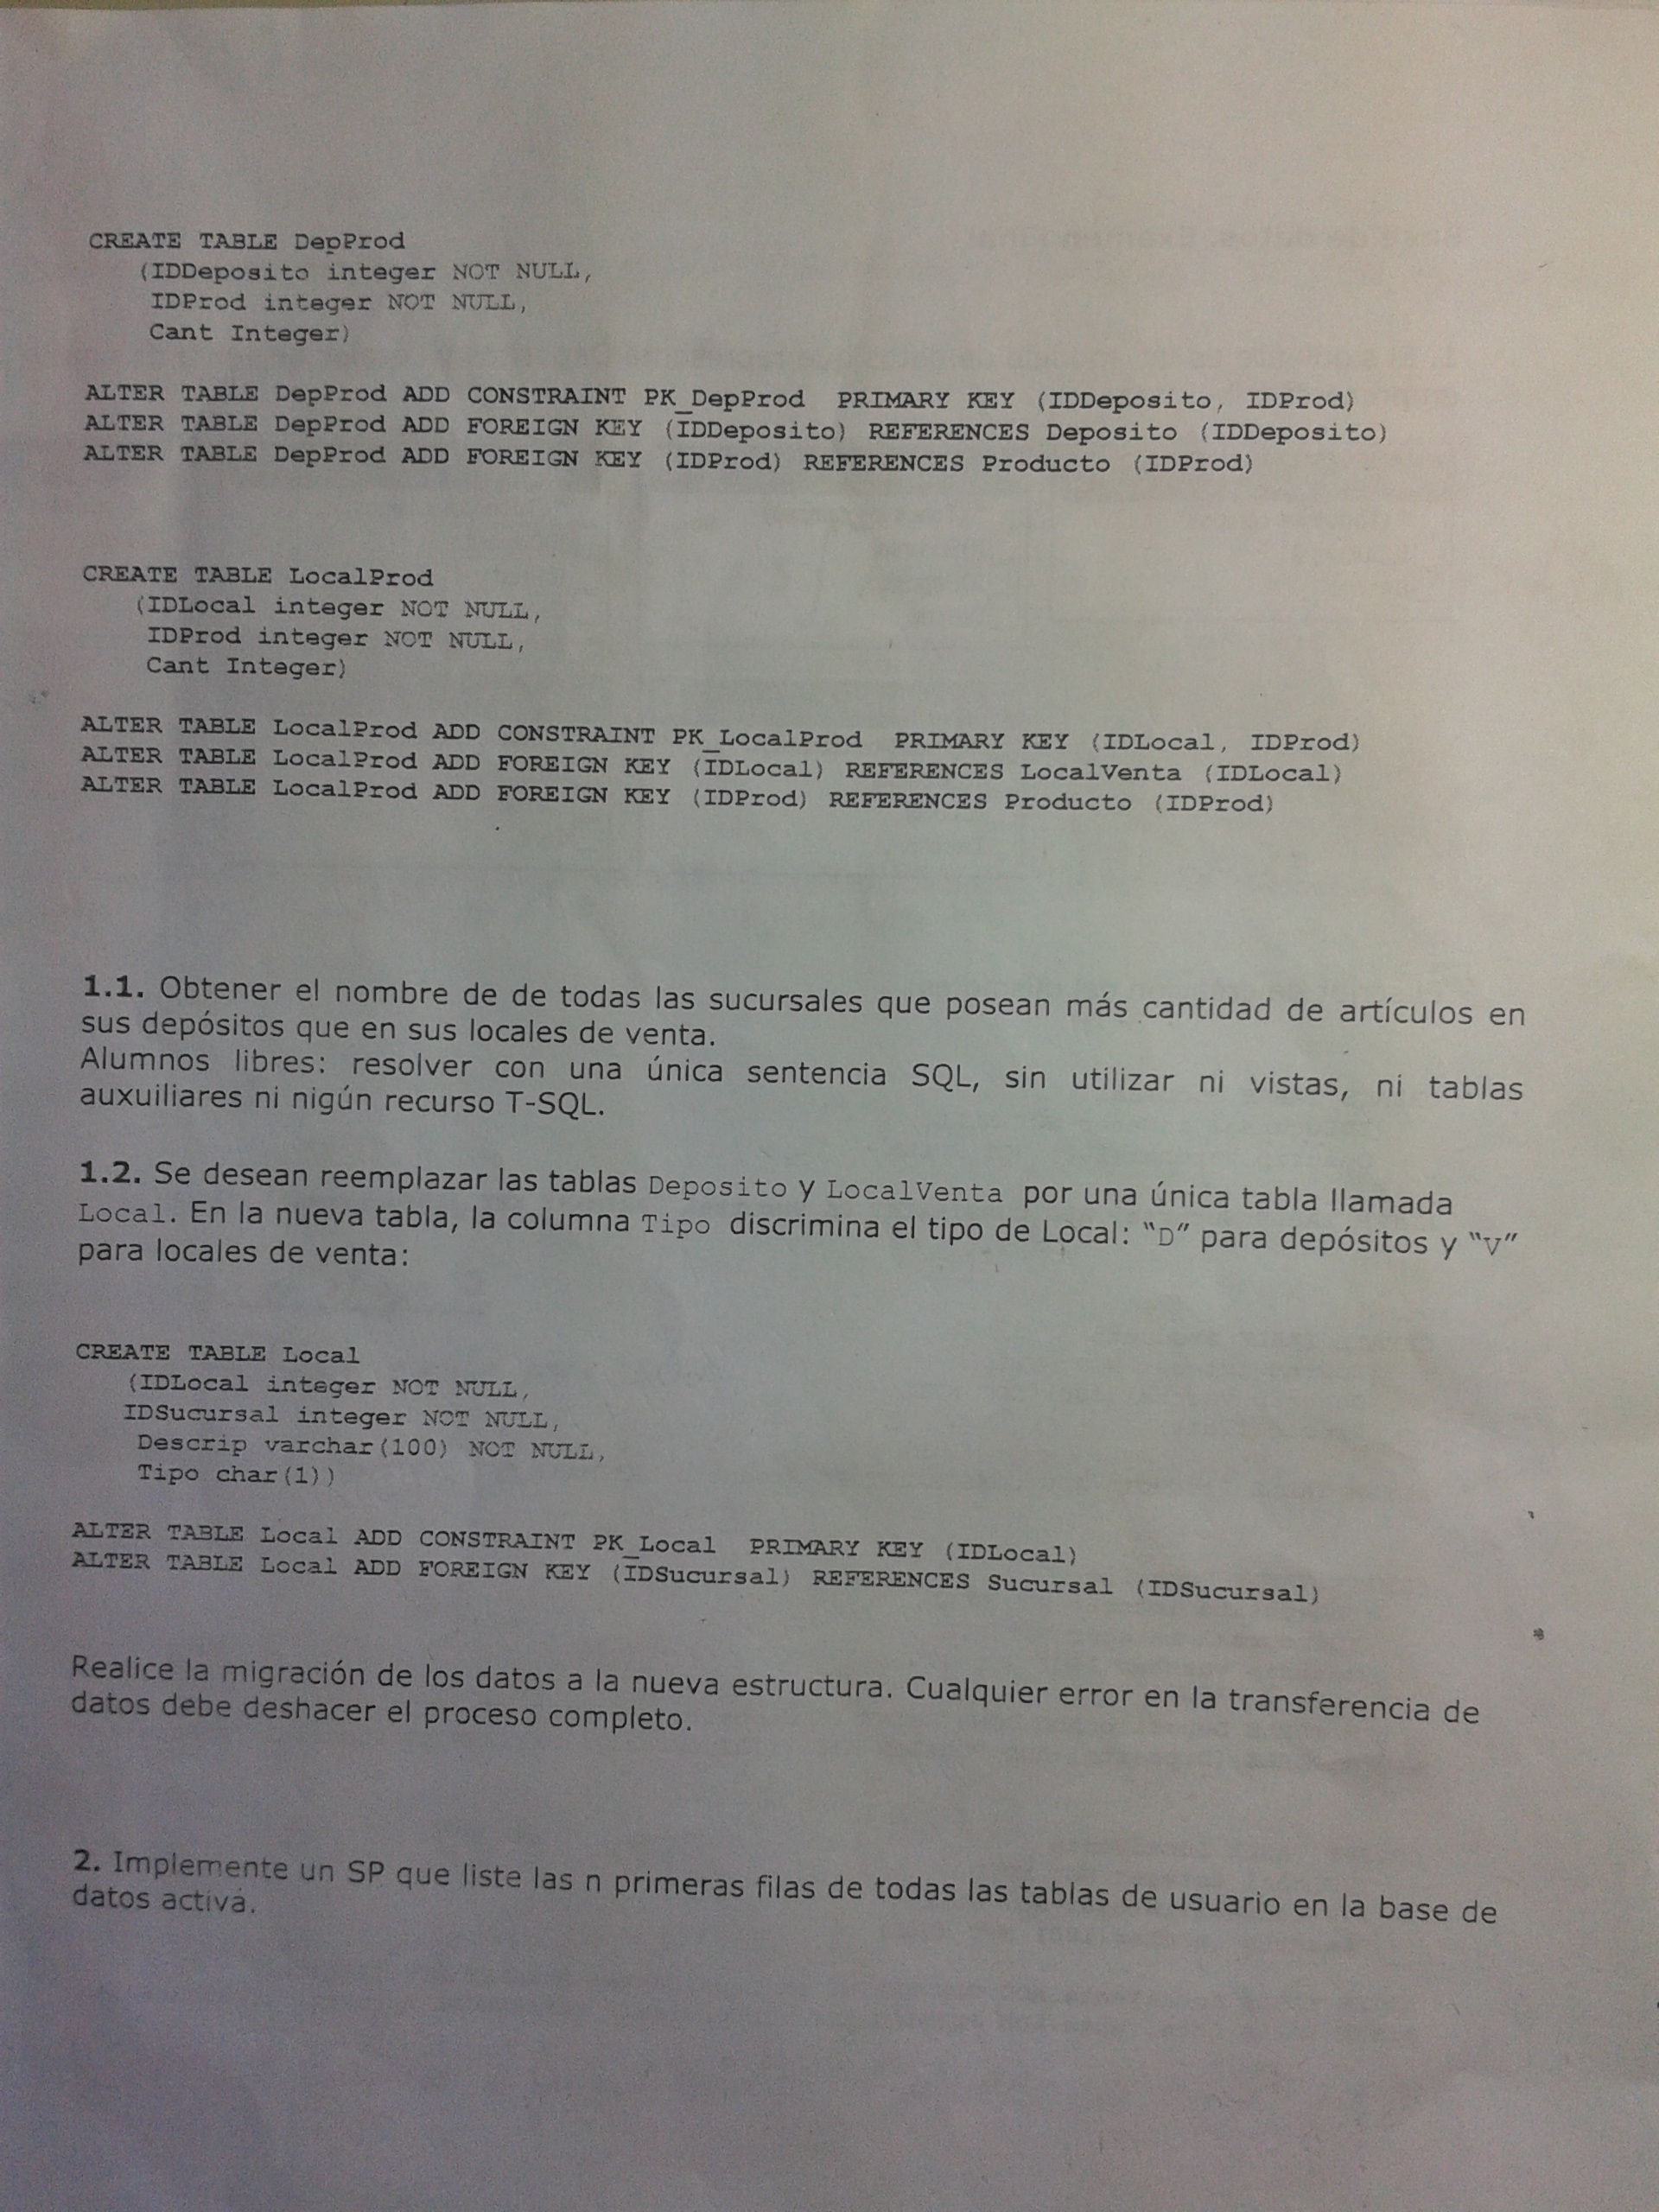 CREATE TABLE DepProd
(IDDeposito integer NOT NULL,
IDProd integer NOT NULL,
Cant Integer)
ALTER TABLE DepProd ADD CONSTRAINT PK_DepProd PRIMARY KEY (IDDeposito, IDProd)
ALTER TABLE DepProd ADD FOREIGN KEY (IDDeposito) REFERENCES Deposito (IDDeposito)
ALTER TABLE DepProd ADD FOREIGN KEY (IDProd) REFERENCES Producto (IDProd)
CREATE TABLE LocalProd
(IDLocal integer NOT NULL,
IDProd integer NOT NULL,
Cant Integer)
ALTER TABLE LocalProd ADD CONSTRAINT PK_LocalProd PRIMARY KEY (IDLocal, IDProd)
ALTER TABLE LocalProd ADD FOREIGN KEY (IDLocal) REFERENCES LocalVenta (IDLocal)
ALTER TABLE LocalProd ADD FOREIGN KEY (IDProd) REFERENCES Producto (IDProd)
1.1. Obtener el nombre de de todas las sucursales que posean más cantidad de artículos en
sus depósitos que en sus locales de venta.
Alumnos libres: resolver con una única sentencia SQL, sin utilizar ni vistas, ni tablas
auxuiliares ni nigún recurso T-SQL.
1.2. Se desean reemplazar las tablas Deposito y LocalVenta por una única tabla llamada
Local. En la nueva tabla, la columna Tipo discrimina el tipo de Local: “D” para depósitos y “V”
para locales de venta:
CREATE TABLE Local
(IDLocal integer NOT NULL,
IDSucursal integer NOT NULL,
Descrip varchar(100) NOT NULL,
Tipo char(1))
ALTER TABLE Local ADD CONSTRAINT PK_Local PRIMARY KEY (IDLocal)
ALTER TABLE Local ADD FOREIGN KEY (IDSucursal) REFERENCES Sucursal (IDSucursal)
Realice la migración de los datos a la nueva estructura. Cualquier error en la transferencia de
datos debe deshacer el proceso completo.
2. Implemente un SP que liste las n primeras filas de todas las tablas de usuario en la base de
datos activa.